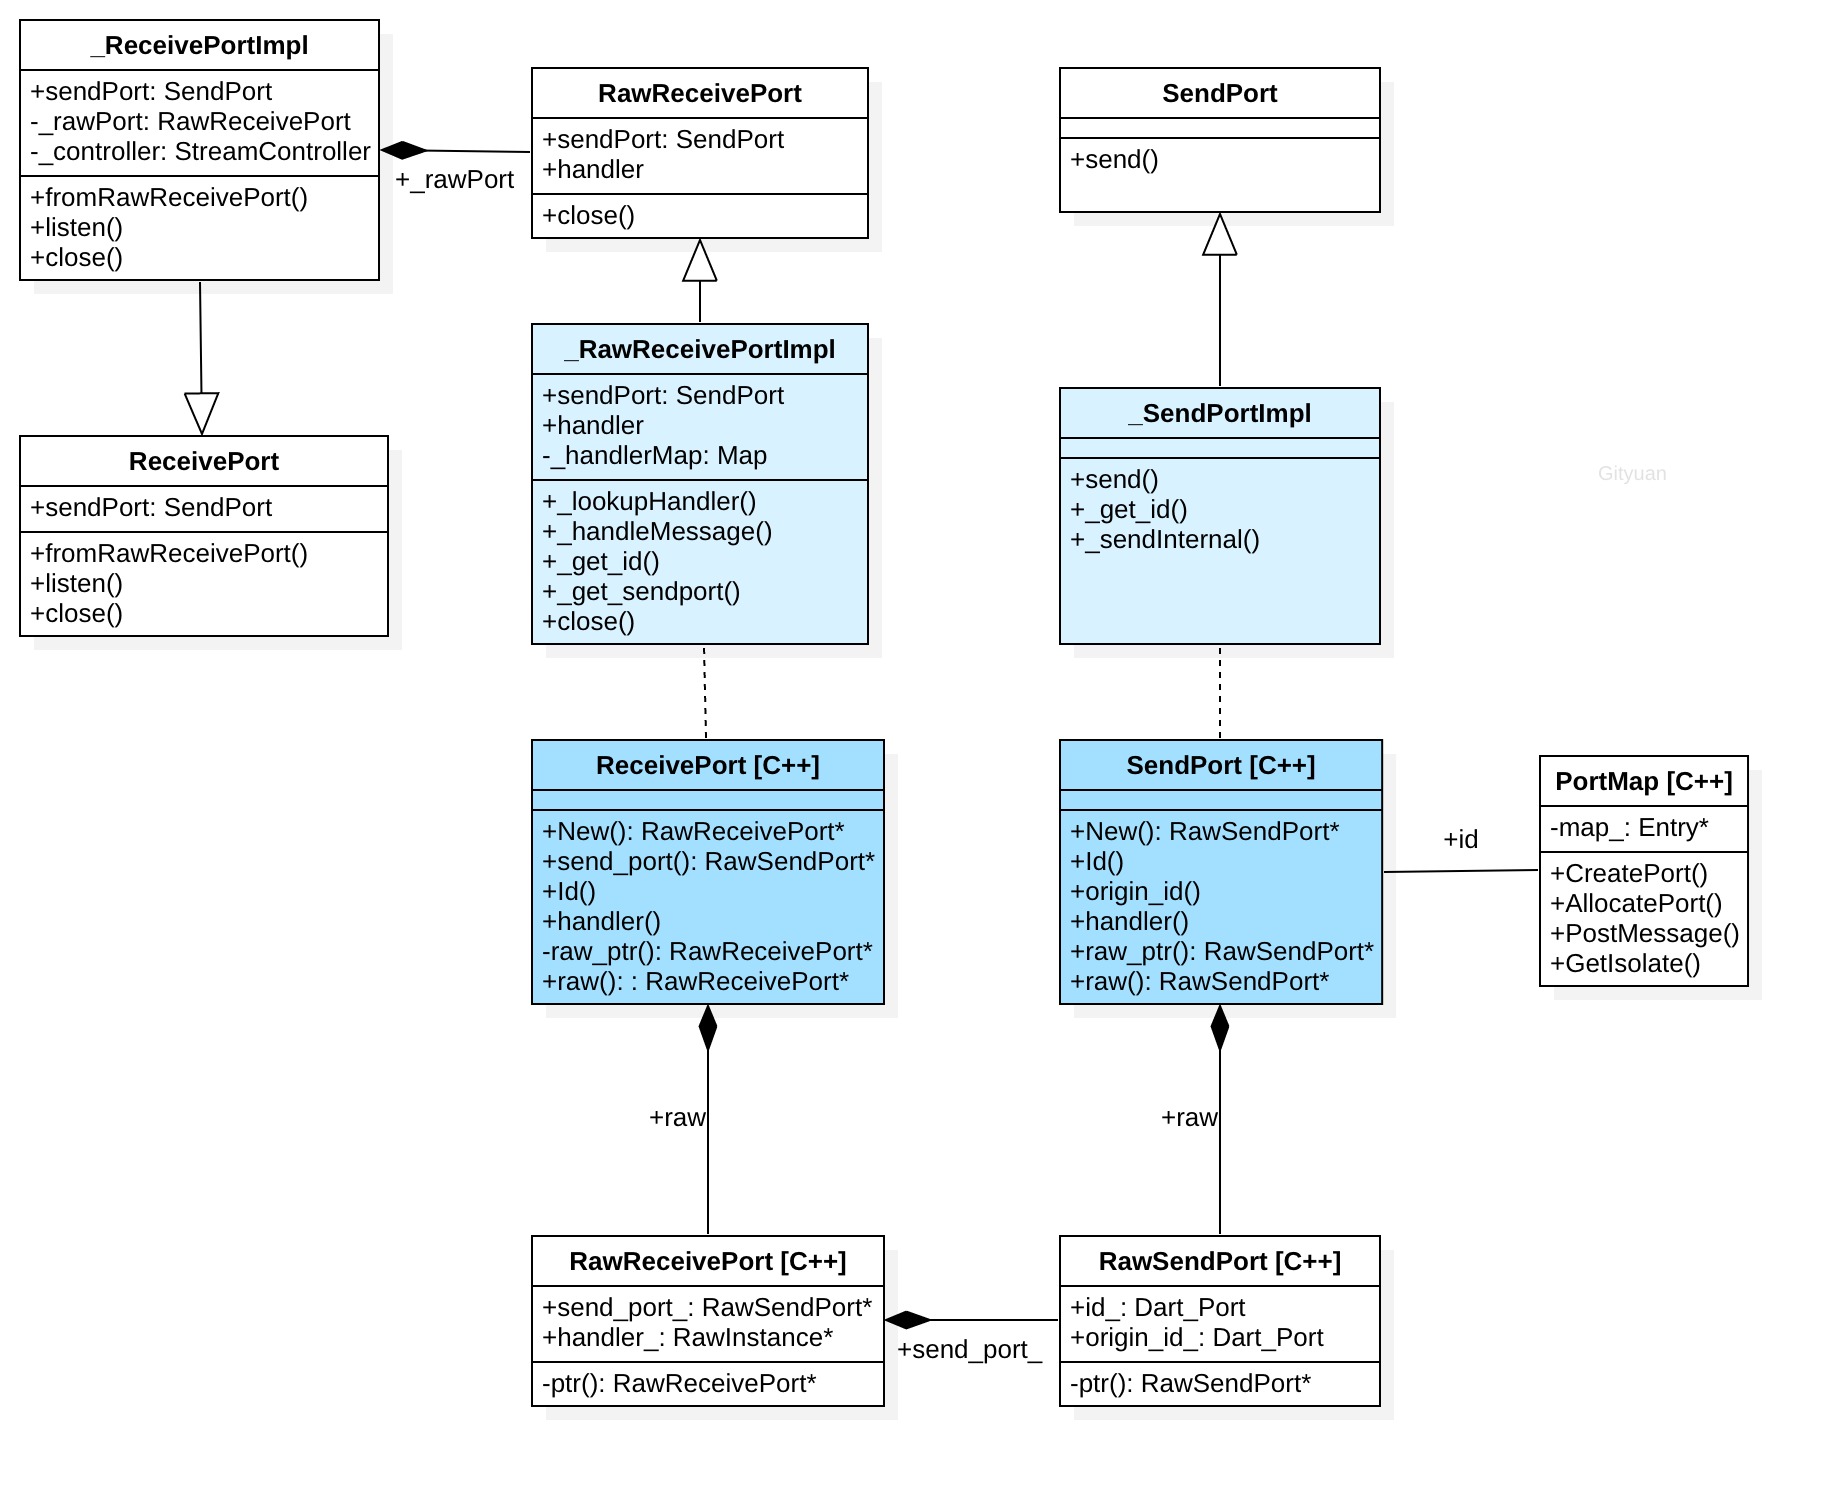 _ReceivePortImpl
+sendPort: SendPort
-_rawPort: RawReceivePort
-_controller: StreamController
+fromRawReceivePort()
+listen()
+close()
+_rawPort
RawReceivePort
+sendPort: SendPort
+handler
+close()
SendPort
+send()
ReceivePort
+sendPort: SendPort
+fromRawReceivePort()
+listen()
+close()
_RawReceivePortImpl
+sendPort: SendPort
+handler
-_handlerMap: Map
+_lookupHandler()
+_handleMessage()
+_get_id()
+_get_sendport()
+close()
_SendPortImpl
+send()
+_get_id()
+_sendInternal()
Gityuan
ReceivePort [C++]
+New(): RawReceivePort*
+send_port(): RawSendPort*
+Id()
+handler()
-raw_ptr(): RawReceivePort*
+raw(): : RawReceivePort*
SendPort [C++]
+New(): RawSendPort*
+Id()
+origin_id()
+handler()
+raw_ptr(): RawSendPort*
+raw(): RawSendPort*
+id
PortMap [C++]
-map_: Entry*
+CreatePort()
+AllocatePort()
+PostMessage()
+GetIsolate()
+raw
+raw
RawReceivePort [C++]
+send_port_: RawSendPort*
+handler_: RawInstance*
-ptr(): RawReceivePort*
+send_port_
RawSendPort [C++]
+id_: Dart_Port
+origin_id_: Dart_Port
-ptr(): RawSendPort*